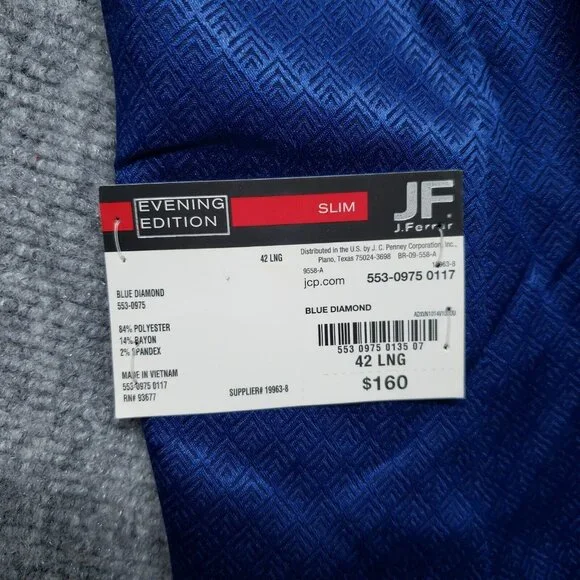 EVENING
EDITION
SLIM
JF
J.Ferrar
42 LNG
BLUE DIAMOND
553-0975
84% POLYESTER
14% RAYON
2% SPANDEX
MADE IN VIETNAM
553-0975 0117
RN# 93677
SUPPLIER# 19963-8
Distributed in the U.S. by J. C. Penney Corporation, Inc.,
Plano, Texas 75024-3698 BR-09-558-A
9558-A 19963-8
jcp.com 553-0975 0117
BLUE DIAMOND
553 0975 0135 07
42 LNG
$160